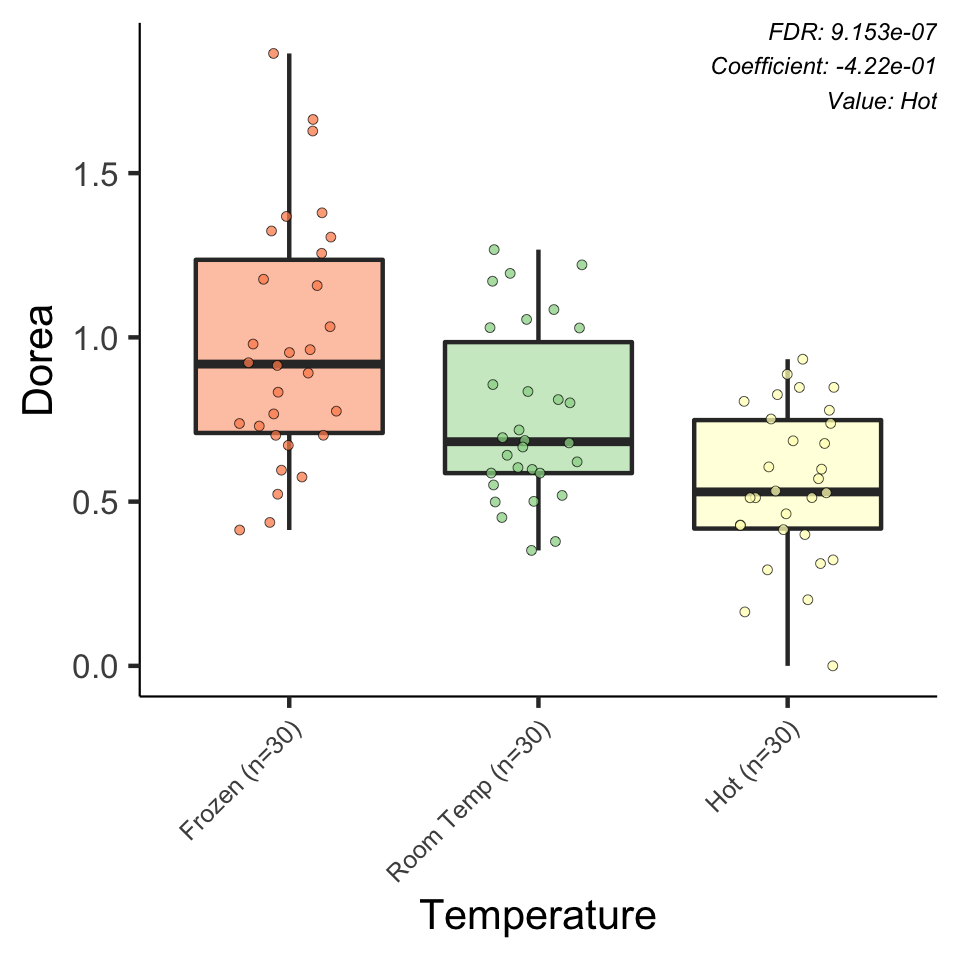 FDR: 9.153e-07
Coefficient: -4.22e-01
Value: Hot
1.5
1.0
0.5
0.0
Dorea
Frozen (n=30)
Room Temp (n=30)
Hot (n=30)
Temperature